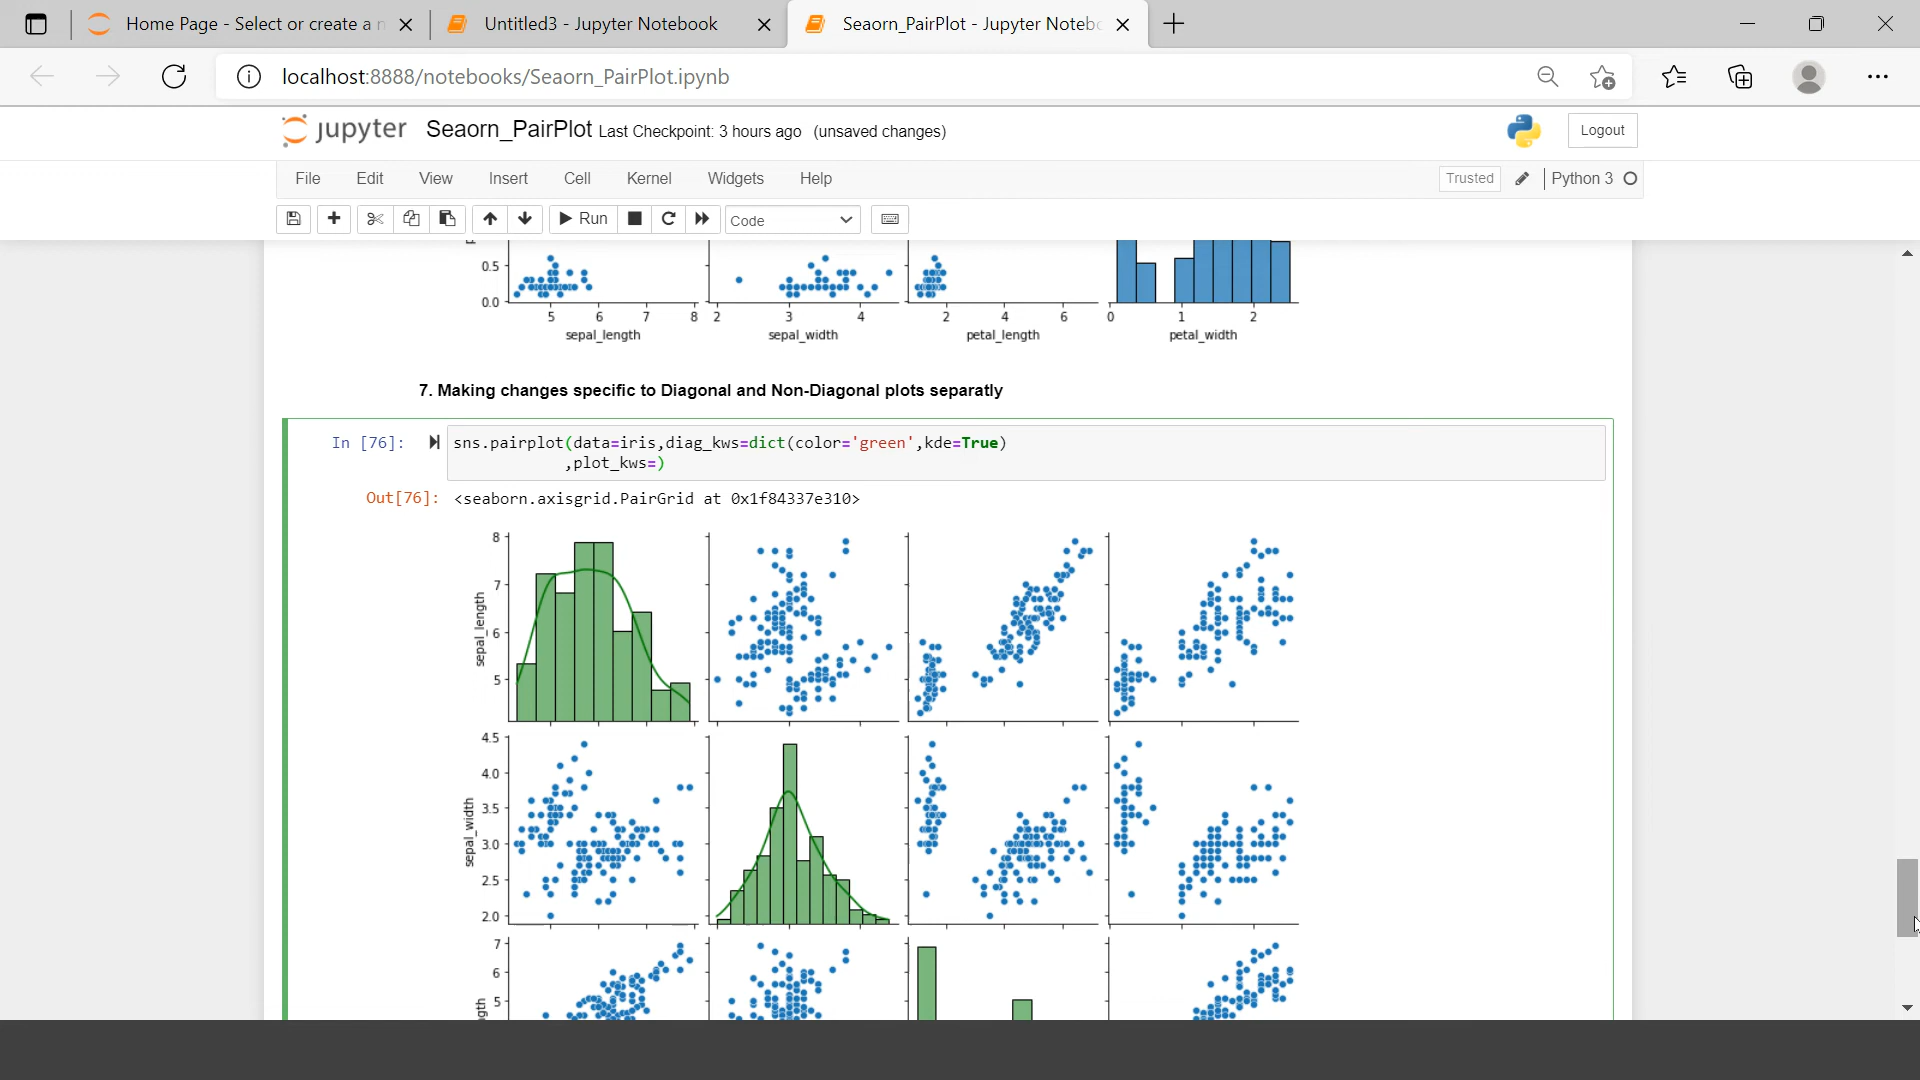 Home Page - Select or create a n
Untitled3 - Jupyter Notebook
Seaorn_PairPlot - Jupyter Noteb
localhost:8888/notebooks/Seaorn_PairPlot.ipynb
jupyter Seaorn_PairPlot Last Checkpoint: 3 hours ago (unsaved changes)
Logout
File Edit View Insert Cell Kernel Widgets Help
Trusted Python 3
Run Code
0.5
0.0
5 6 7 8 2 3 4 2 4 6 0 1 2
sepal_length sepal_width petal_length petal_width
7. Making changes specific to Diagonal and Non-Diagonal plots separatly
In [76]: sns.pairplot(data=iris,diag_kws=dict(color='green',kde=True)
,plot_kws=)
Out[76]: <seaborn.axisgrid.PairGrid at 0x1f84337e310>
8
7
6
5
sepal_length
4.5
4.0
3.5
3.0
2.5
2.0
sepal_width
7
6
5
gth